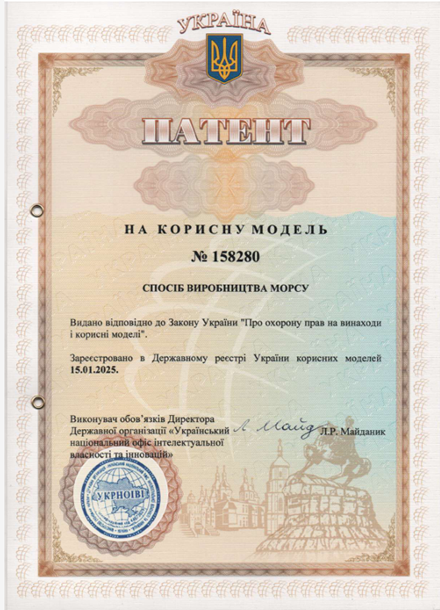 УКРАЇНА
ПАТЕНТ
НА КОРИСНУ МОДЕЛЬ
№ 158280
СПОСІБ ВИРОБНИЦТВА МОРСУ
Видано відповідно до Закону України "Про охорону прав на винаходи
і корисні моделі".
Зареєстровано в Державному реєстрі України корисних моделей
15.01.2025.
Виконувач обов’язків Директора
Державної організації «Український
національний офіс інтелектуальної
власності та інновацій»
Л.Р. Майданик
УКРНОІВІ